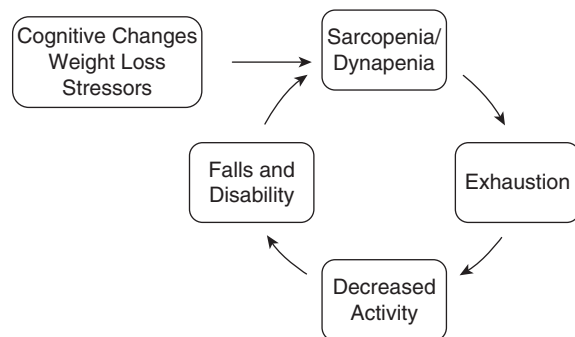 Cognitive Changes
Weight Loss
Stressors
Sarcopenia/
Dynapenia
Falls and
Disability
Exhaustion
Decreased
Activity